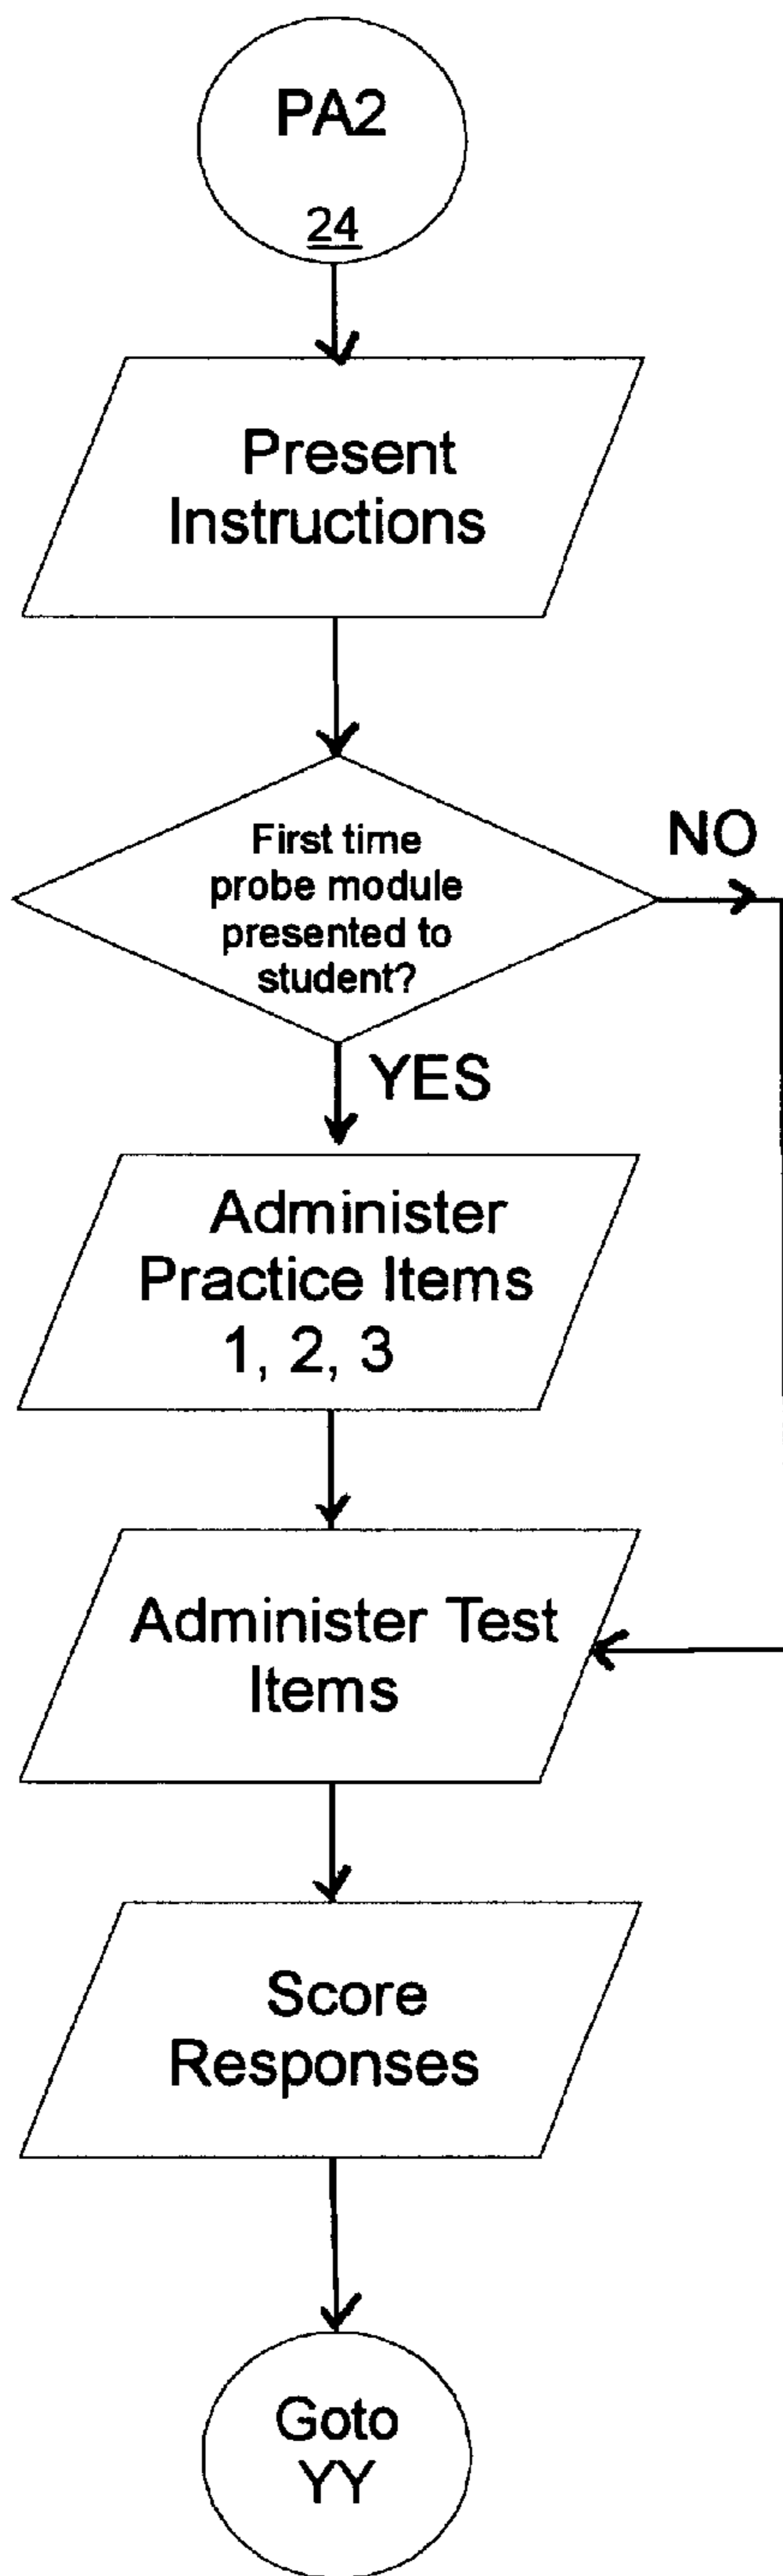 PA2
24
Present
Instructions
First time
probe module
presented to
student?
NO
YES
Administer
Practice Items
1, 2, 3
Administer Test
Items
Score
Responses
Goto
YY